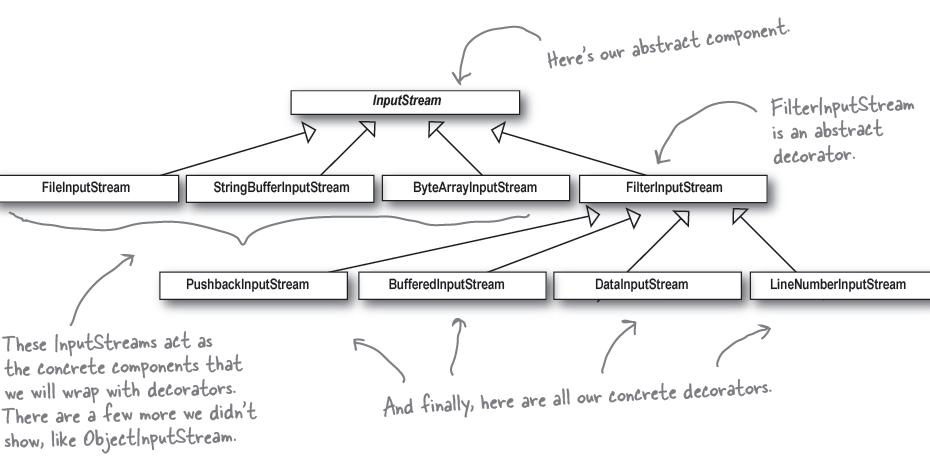 Here's our abstract component.
InputStream
FilterInputStream
is an abstract
decorator.
FileInputStream
StringBufferInputStream
ByteArrayInputStream
FilterInputStream
PushbackInputStream
BufferedInputStream
DataInputStream
LineNumberInputStream
These InputStreams act as
the concrete components that
we will wrap with decorators.
There are a few more we didn't
show, like ObjectInputStream.
And finally, here are all our concrete decorators.